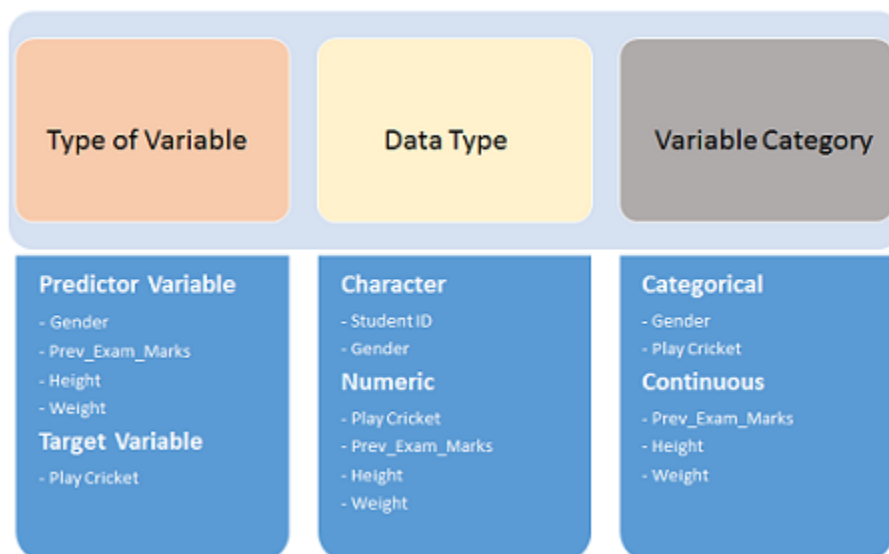 Type of Variable
Data Type
Variable Category
Predictor Variable
- Gender
- Prev_Exam_Marks
- Height
- Weight
Target Variable
- Play Cricket
Character
- Student ID
- Gender
Numeric
- Play Cricket
- Prev_Exam_Marks
- Height
- Weight
Categorical
- Gender
- Play Cricket
Continuous
- Prev_Exam_Marks
- Height
- Weight